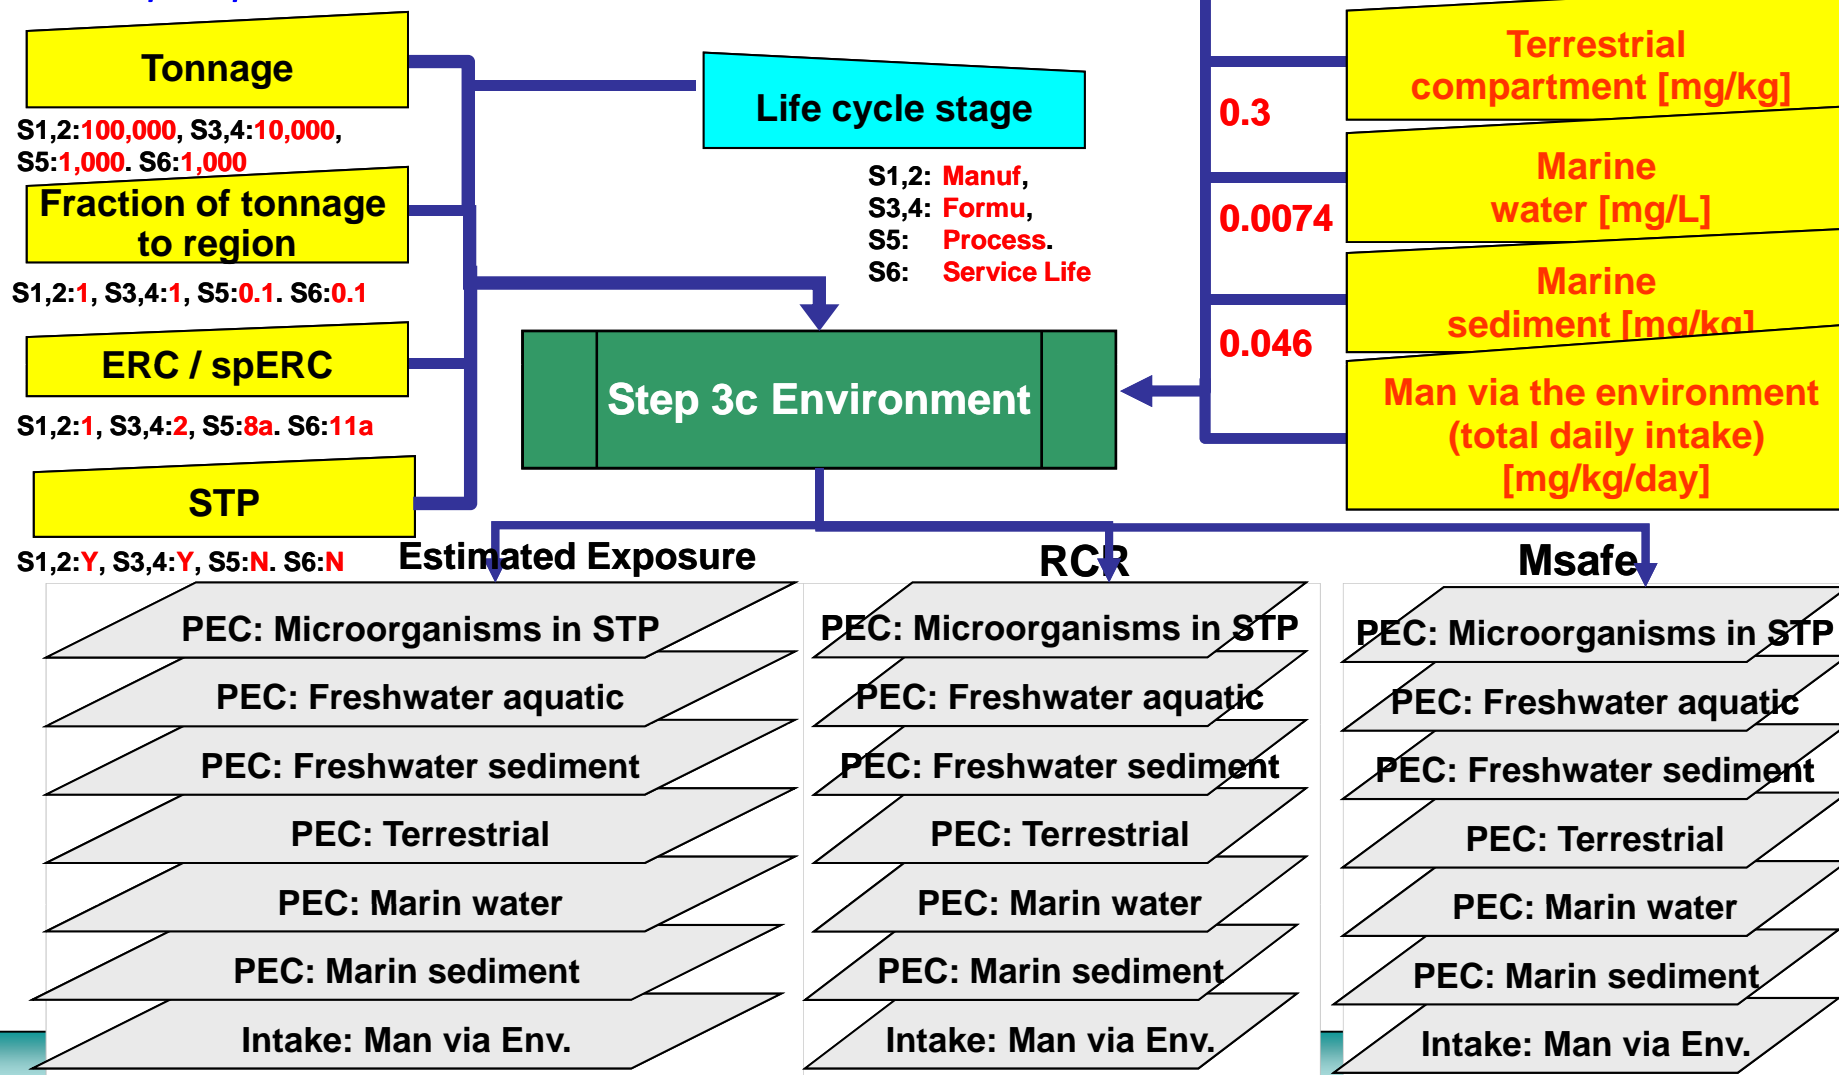 Tonnage
S1,2:100,000, S3,4:10,000,
S5:1,000. S6:1,000
Fraction of tonnage
to region
S1,2:1, S3,4:1, S5:0.1. S6:0.1
ERC / spERC
S1,2:1, S3,4:2, S5:8a. S6:11a
STP
S1,2:Y, S3,4:Y, S5:N. S6:N
Life cycle stage
S1,2: Manuf,
S3,4: Formu,
S5: Process.
S6: Service Life
Step 3c Environment
Terrestrial
compartment [mg/kg]
0.3
Marine
water [mg/L]
0.0074
Marine
sediment [mg/kg]
0.046
Man via the environment
(total daily intake)
[mg/kg/day]
Estimated Exposure
PEC: Microorganisms in STP
PEC: Freshwater aquatic
PEC: Freshwater sediment
PEC: Terrestrial
PEC: Marin water
PEC: Marin sediment
Intake: Man via Env.
RCR
PEC: Microorganisms in STP
PEC: Freshwater aquatic
PEC: Freshwater sediment
PEC: Terrestrial
PEC: Marin water
PEC: Marin sediment
Intake: Man via Env.
Msafe
PEC: Microorganisms in STP
PEC: Freshwater aquatic
PEC: Freshwater sediment
PEC: Terrestrial
PEC: Marin water
PEC: Marin sediment
Intake: Man via Env.